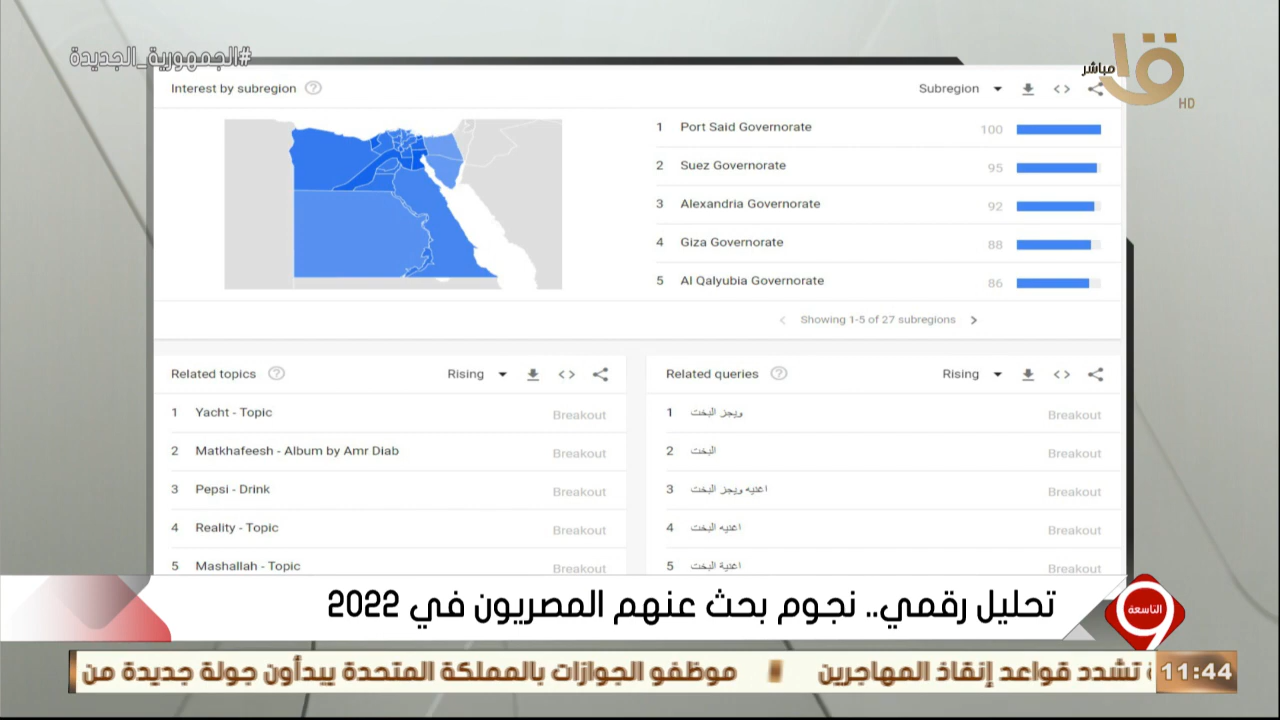 #الجمهورية_الجديدة
مباشر
HD
Interest by subregion
Subregion
1 Port Said Governorate 100
2 Suez Governorate 95
3 Alexandria Governorate 92
4 Giza Governorate 88
5 Al Qalyubia Governorate 86
Showing 1-5 of 27 subregions
Related topics
Rising
1 Yacht - Topic Breakout
2 Matkhafeesh - Album by Amr Diab Breakout
3 Pepsi - Drink Breakout
4 Reality - Topic Breakout
5 Mashallah - Topic Breakout
Related queries
Rising
1 ويجز البخت Breakout
2 البخت Breakout
3 اغنيه ويجز البخت Breakout
4 اغنيه البخت Breakout
5 اغنية البخت Breakout
تحليل رقمي.. نجوم بحث عنهم المصريون في 2022
التاسعة
9
تشدد قواعد إنقاذ المهاجرين
موظفو الجوازات بالمملكة المتحدة يبدأون جولة جديدة من
11:44